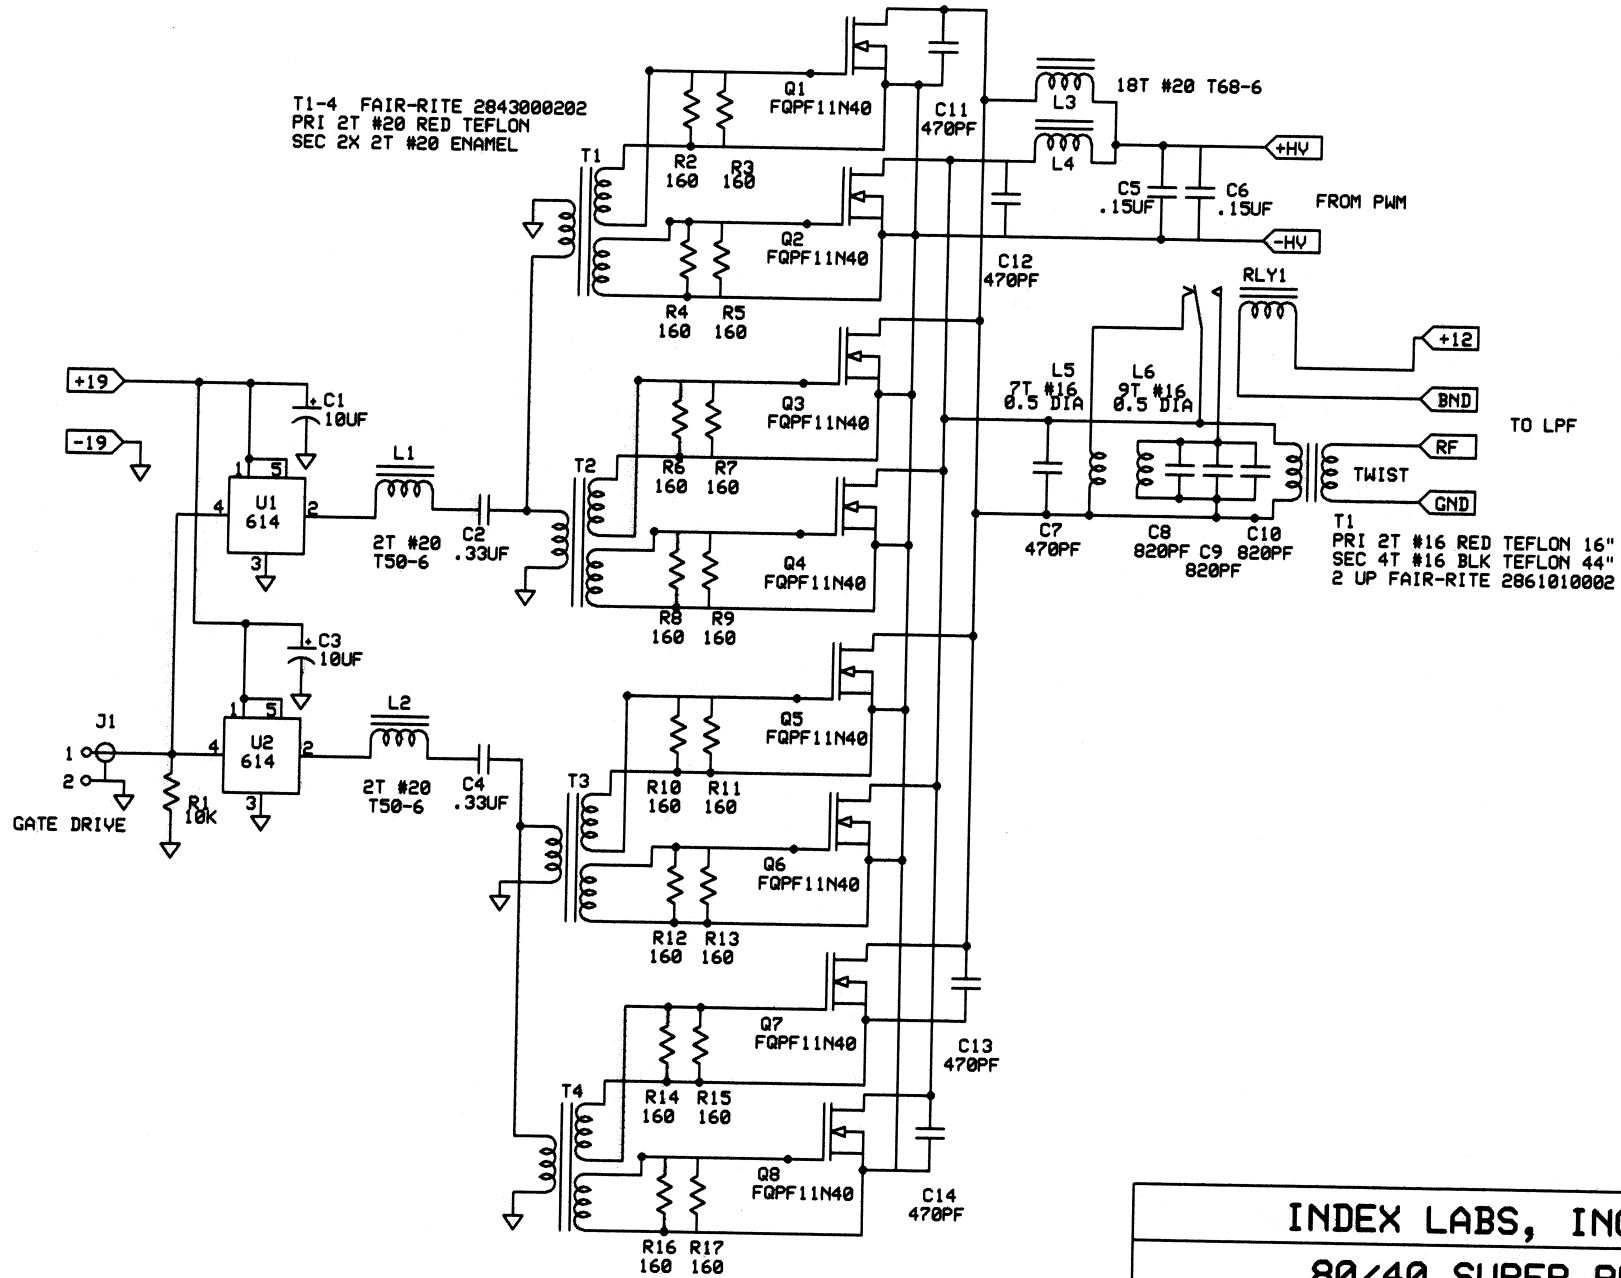 T1-4 FAIR-RITE 2843000202
PRI 2T #20 RED TEFLON
SEC 2X 2T #20 ENAMEL
Q1
FQPF11N40
C11
470PF
L3
18T #20 T68-6
L4
+HV
C5
.15UF
C6
.15UF
FROM PWM
-HV
T1
R2
160
R3
160
Q2
FQPF11N40
C12
470PF
R4
160
R5
160
RLY1
+12
BND
TO LPF
RF
GND
TWIST
L5
7T #16
0.5 DIA
L6
9T #16
0.5 DIA
+19
-19
C1
10UF
Q3
FQPF11N40
L1
T2
R6
160
R7
160
1
5
U1
614
4
2
3
2T #20
T50-6
C2
.33UF
Q4
FQPF11N40
C7
470PF
C8
820PF
C9
820PF
C10
820PF
T1
PRI 2T #16 RED TEFLON 16"
SEC 4T #16 BLK TEFLON 44"
2 UP FAIR-RITE 2861010002
R8
160
R9
160
C3
10UF
J1
1
2
GATE DRIVE
R1
10K
1
5
U2
614
4
2
3
L2
2T #20
T50-6
C4
.33UF
Q5
FQPF11N40
T3
R10
160
R11
160
Q6
FQPF11N40
R12
160
R13
160
Q7
FQPF11N40
C13
470PF
T4
R14
160
R15
160
Q8
FQPF11N40
C14
470PF
R16
160
R17
160
INDEX LABS, INC
80/40 SUPER